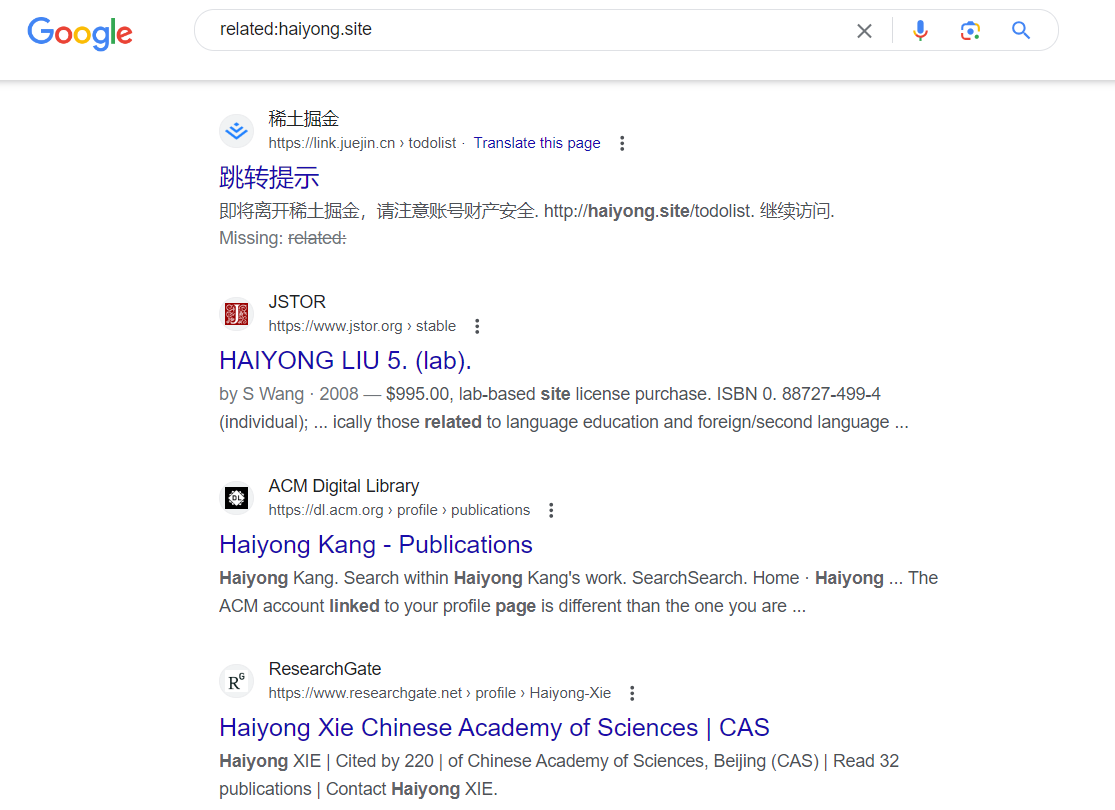 Google
related:haiyong.site
稀土掘金
https://link.juejin.cn › todolist · Translate this page
跳转提示
即将离开稀土掘金，请注意账号财产安全. http://haiyong.site/todolist. 继续访问.
Missing: related:
JSTOR
https://www.jstor.org › stable
HAIYONG LIU 5. (lab).
by S Wang · 2008 — $995.00, lab-based site license purchase. ISBN 0. 88727-499-4
(individual); ... ically those related to language education and foreign/second language ...
DL
ACM Digital Library
https://dl.acm.org › profile › publications
Haiyong Kang - Publications
Haiyong Kang. Search within Haiyong Kang's work. SearchSearch. Home · Haiyong ... The
ACM account linked to your profile page is different than the one you are ...
RG
ResearchGate
https://www.researchgate.net › profile › Haiyong-Xie
Haiyong Xie Chinese Academy of Sciences | CAS
Haiyong XIE | Cited by 220 | of Chinese Academy of Sciences, Beijing (CAS) | Read 32
publications | Contact Haiyong XIE.